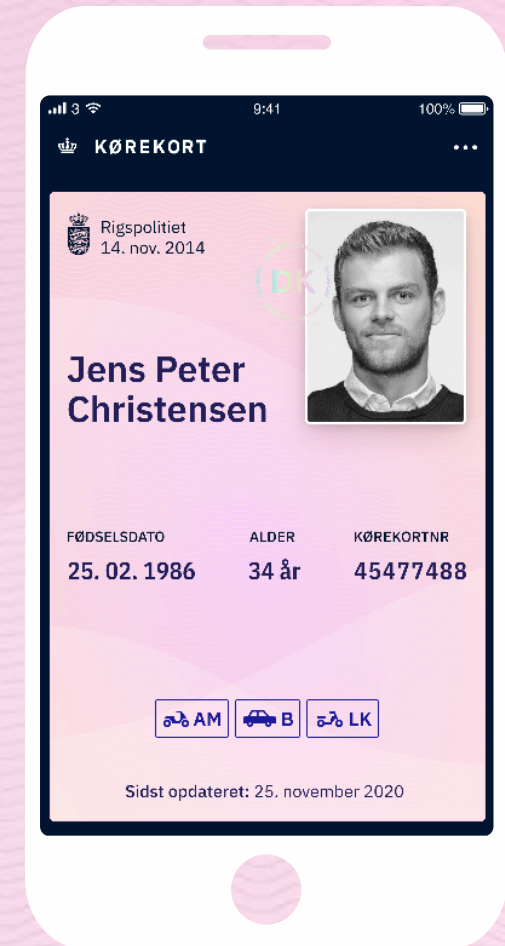 3 9:41 100%
KØREKORT
Rigspolitiet
14. nov. 2014
DK
Jens Peter
Christensen
FØDSELSDATO ALDER KØREKORTNR
25. 02. 1986 34 år 45477488
AM B LK
Sidst opdateret: 25. november 2020